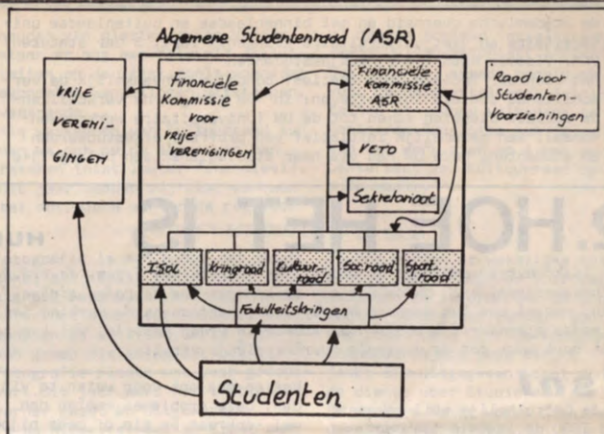 Algemene Studentenraad (ASR)
VRIJE
VERENI-
GINGEN
Financiële
Kommissie
voor
VRIJE
VERENIGINGEN
Financiële
Kommissie
ASR
Raad voor
Studenten-
Voorzieningen
VETO
Sekretariaat
ISOL
Kringraad
Kultuur-
raad
Soc.raad
Sport-
raad
Fakulteitskringen
Studenten